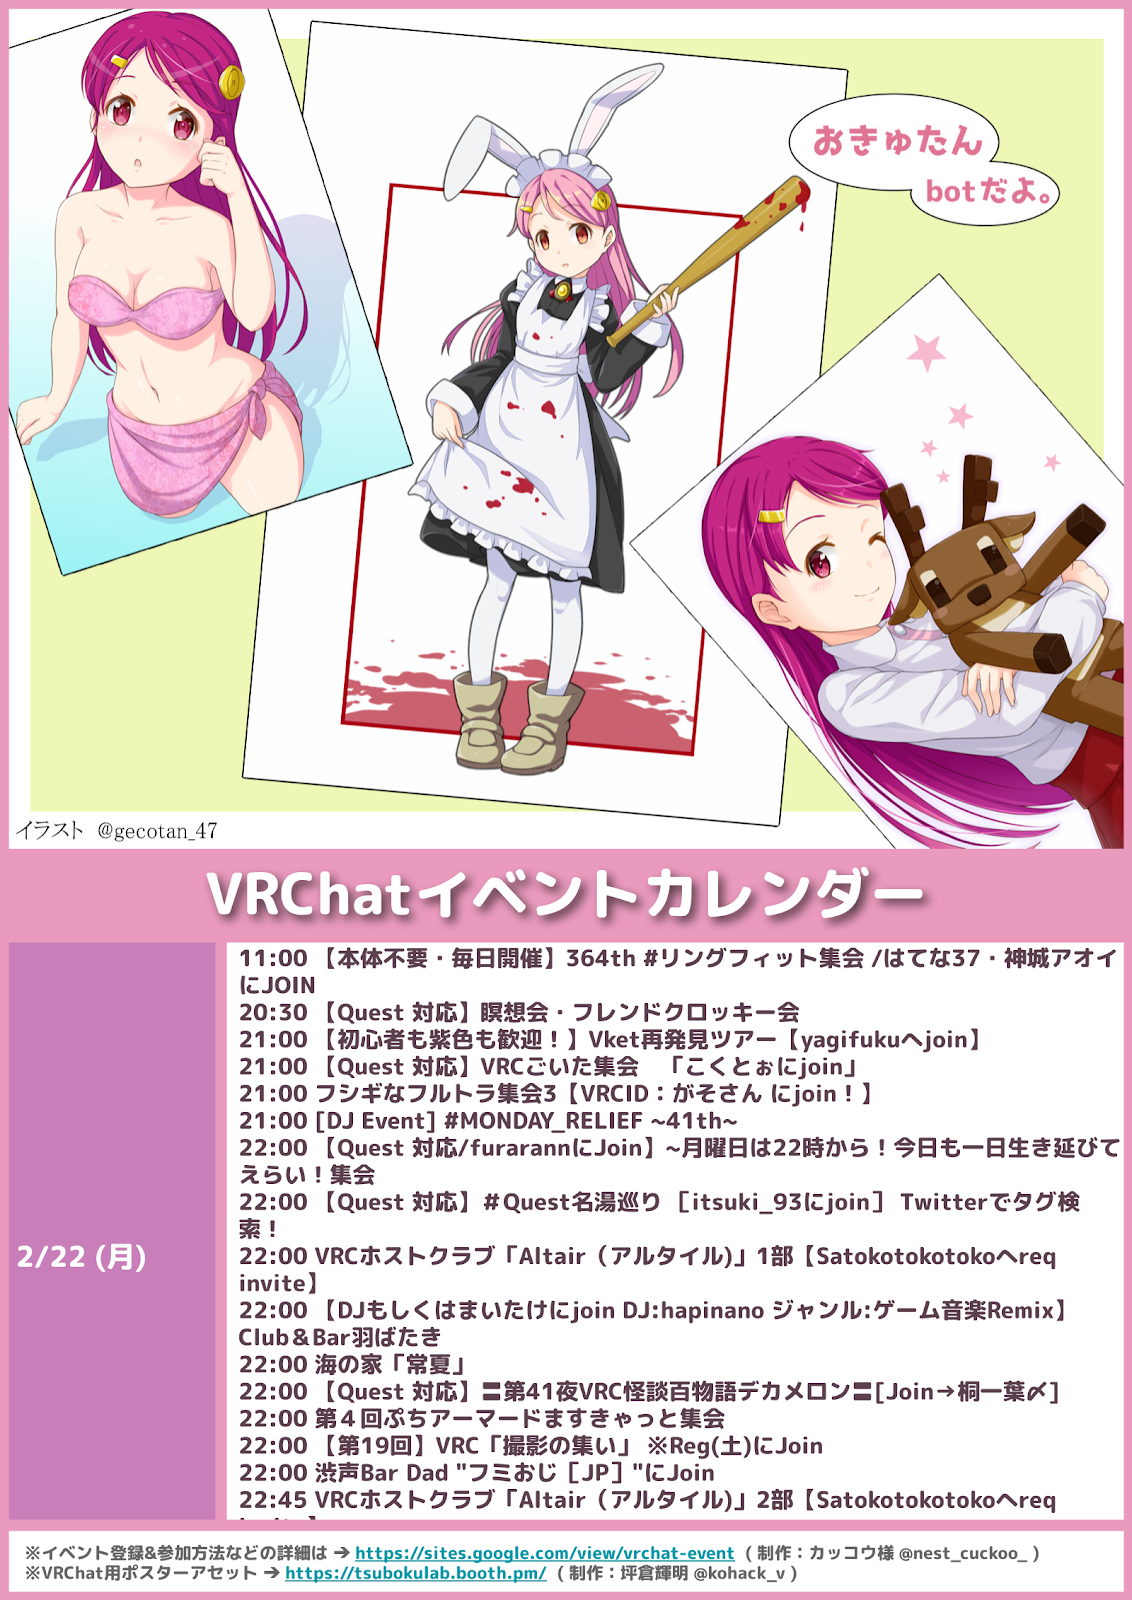 おきゅたん
botだよ。
イラスト @gecotan_47
VRChatイベントカレンダー
2/22 (月)
11:00 【本体不要・毎日開催】364th #リングフィット集会 /はてな37・神城アオイ
にJOIN
20:30 【Quest 対応】瞑想会・フレンドクロッキー会
21:00 【初心者も紫色も歓迎！】Vket再発見ツアー【yagifukuへjoin】
21:00 【Quest 対応】VRCごいた集会　「こくとぉにjoin」
21:00 フシギなフルトラ集会3【VRCID：がそさん にjoin！】
21:00 [DJ Event] #MONDAY_RELIEF ~41th~
22:00 【Quest 対応/furarannにJoin】~月曜日は22時から！今日も一日生き延びて
えらい！集会
22:00 【Quest 対応】＃Quest名湯巡り ［itsuki_93にjoin］ Twitterでタグ検
索！
22:00 VRCホストクラブ「Altair（アルタイル)」1部【Satokotokotokoへreq
invite】
22:00 【DJもしくはまいたけにjoin DJ:hapinano ジャンル:ゲーム音楽Remix】
Club＆Bar羽ばたき
22:00 海の家「常夏」
22:00 【Quest 対応】〓第41夜VRC怪談百物語デカメロン〓[Join→桐一葉〆]
22:00 第４回ぷちアーマードますきゃっと集会
22:00 【第19回】VRC「撮影の集い」 ※Reg(土)にJoin
22:00 渋声Bar Dad "フミおじ［JP］"にJoin
22:45 VRCホストクラブ「Altair（アルタイル)」2部【Satokotokotokoへreq
※イベント登録&参加方法などの詳細は ➔ https://sites.google.com/view/vrchat-event （ 制作：カッコウ様 @nest_cuckoo_ ）
※VRChat用ポスターアセット ➔ https://tsubokulab.booth.pm/ （ 制作：坪倉輝明 @kohack_v ）